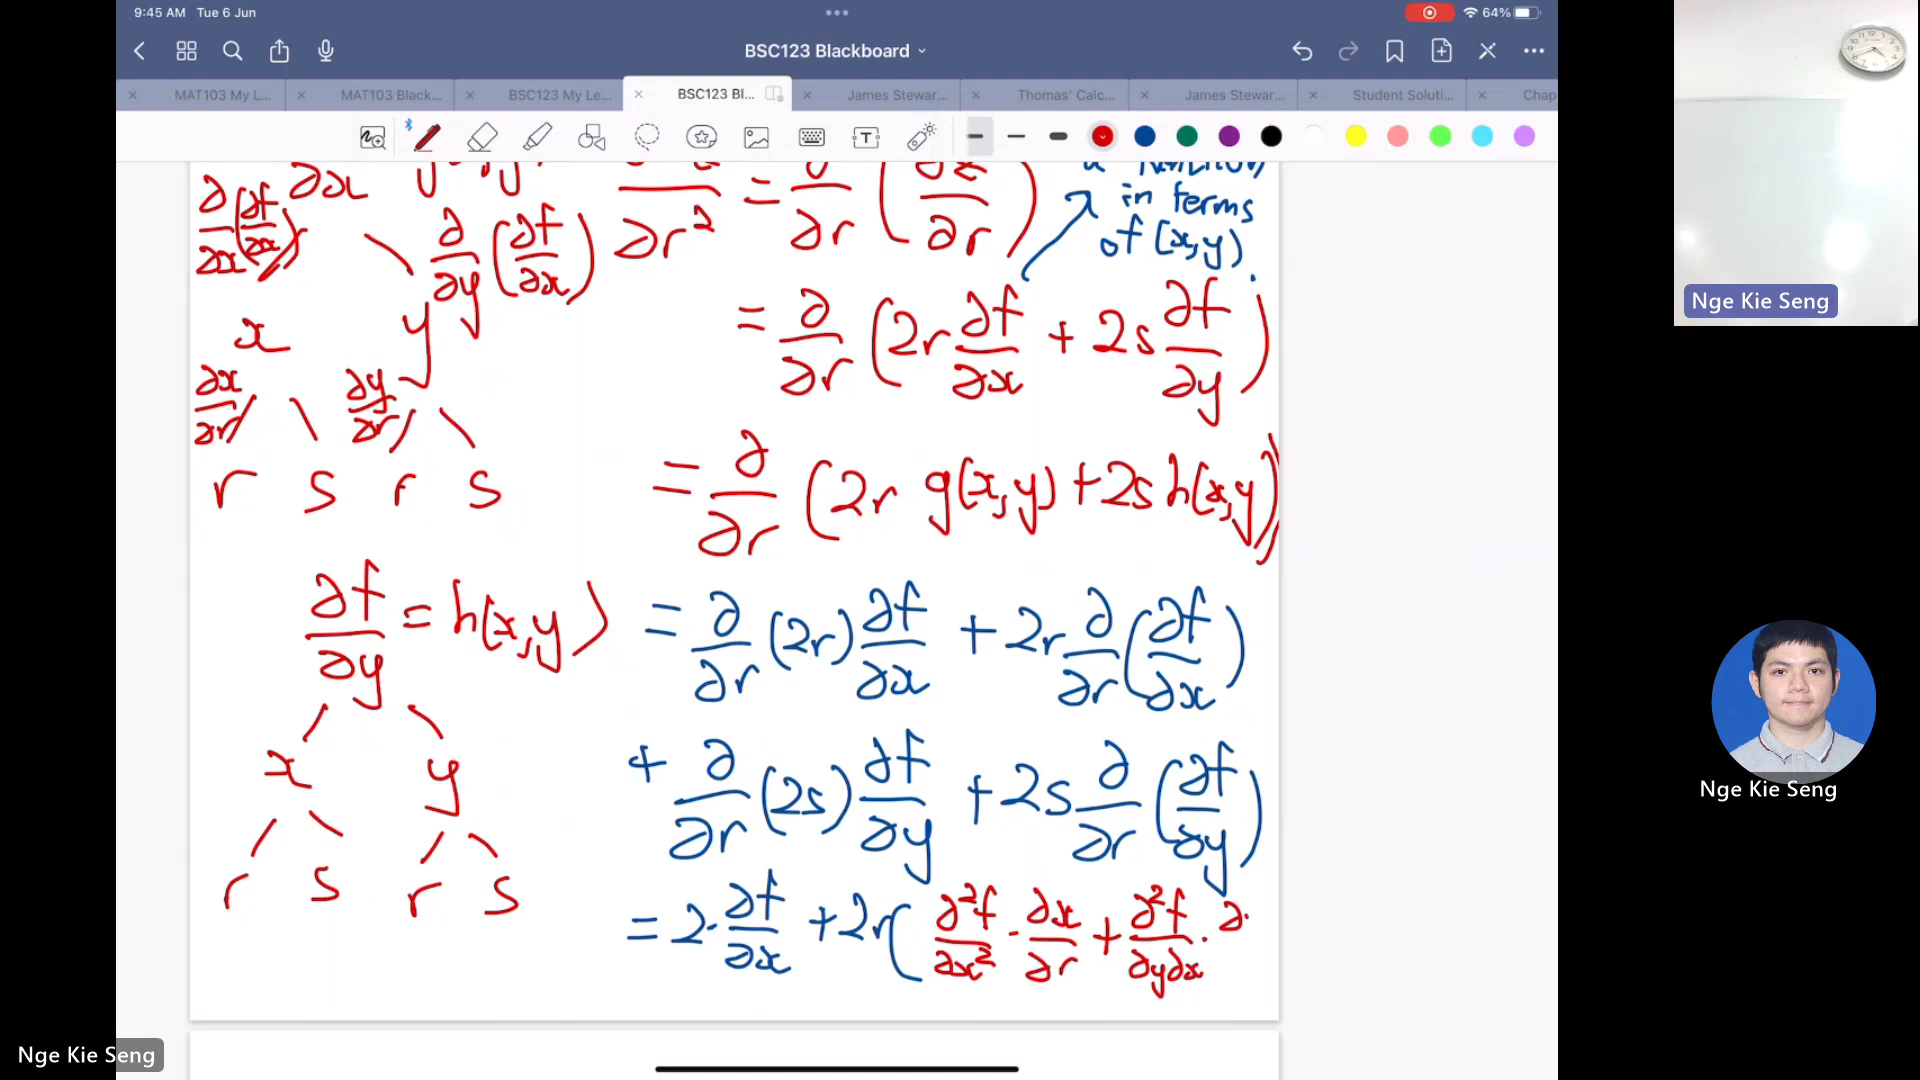 9:45 AM Tue 6 Jun
64%
BSC123 Blackboard
MAT103 My L...
MAT103 Black...
BSC123 My Le...
BSC123 Bl...
James Stewar...
Thomas' Calc...
James Stewar...
Student Soluti...
Chap
in terms
of (x,y).
∂/∂x(∂f/∂x) ∂x
∂/∂y(∂f/∂x)
∂r² = ∂/∂r (∂z/∂r)
= ∂/∂r (2r ∂f/∂x + 2s ∂f/∂y)
x y
∂x/∂r ∂y/∂r
r s r s
= ∂/∂r (2r g(x,y) + 2s h(x,y))
∂f/∂y = h(x,y)
x y
r s r s
= ∂/∂r (2r) ∂f/∂x + 2r ∂/∂r (∂f/∂x)
+ ∂/∂r (2s) ∂f/∂y + 2s ∂/∂r (∂f/∂y)
= 2·∂f/∂x + 2r( ∂²f/∂x² · ∂x/∂r + ∂²f/∂y∂x · ∂
Nge Kie Seng
Nge Kie Seng
Nge Kie Seng